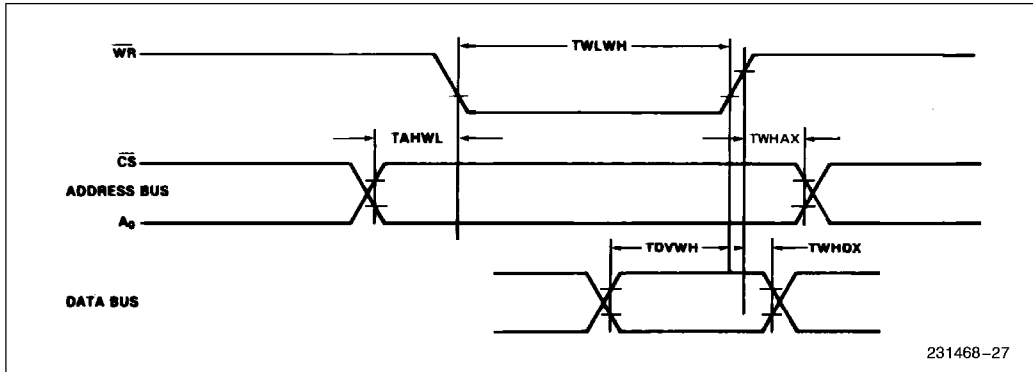 WR
TWLWH
TAHWL
TWHAX
CS
ADDRESS BUS
A0
TDVWH
TWHDX
DATA BUS
231468-27